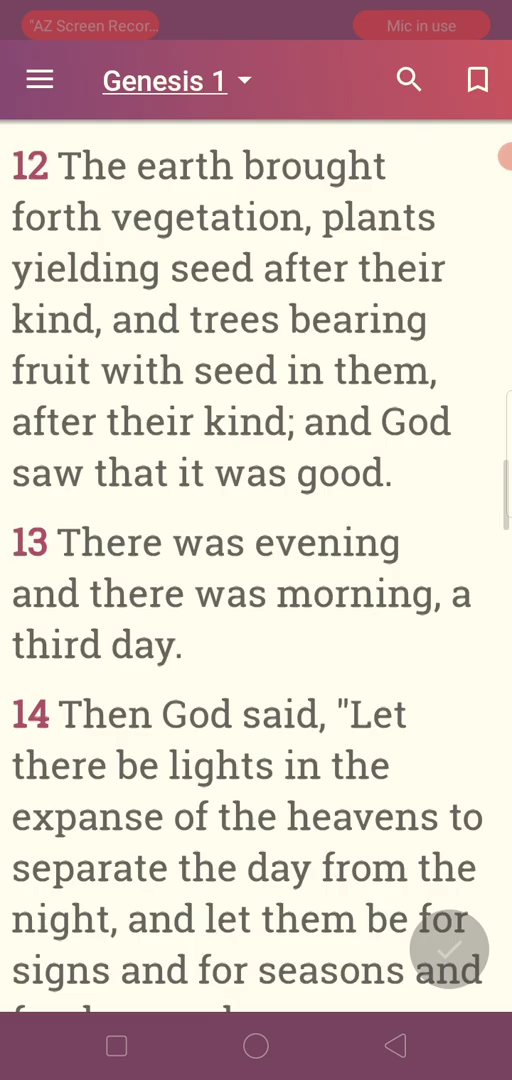 "AZ Screen Recor...
Mic in use
Genesis 1
12 The earth brought
forth vegetation, plants
yielding seed after their
kind, and trees bearing
fruit with seed in them,
after their kind; and God
saw that it was good.
13 There was evening
and there was morning, a
third day.
14 Then God said, "Let
there be lights in the
expanse of the heavens to
separate the day from the
night, and let them be for
signs and for seasons and